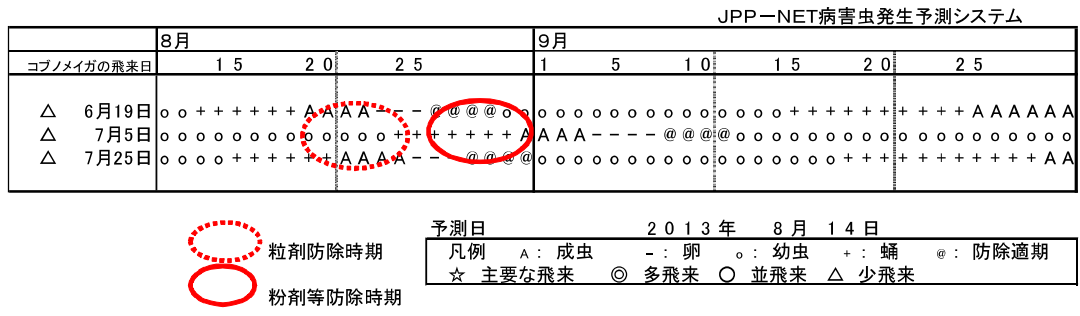 JPP－NET病害虫発生予測システム
8月 9月
コブノメイガの飛来日 15 20 25 1 5 10 15 20 25
△ 6月19日 o o + + + + + + A A A A - - - @ @ @ @ o o o o o o o o o o o o o o o o + + + + + + + + + + A A A A A A
△ 7月5日 o o o o o o o o o o o o o + + + + + + + A A A A - - - - @ @ @ @ o o o o o o o o o o o o o o o o o o o
△ 7月25日 o o o o + + + + + + A A A A - - @ @ @ @ o o o o o o o o o o o o o o o o o + + + + + + + + + + + A A
予測日 2013年 8月 14日
凡例 A： 成虫 －： 卵 o： 幼虫 +： 蛹 @： 防除適期
☆ 主要な飛来 ◎ 多飛来 ○ 並飛来 △ 少飛来
粒剤防除時期
粉剤等防除時期